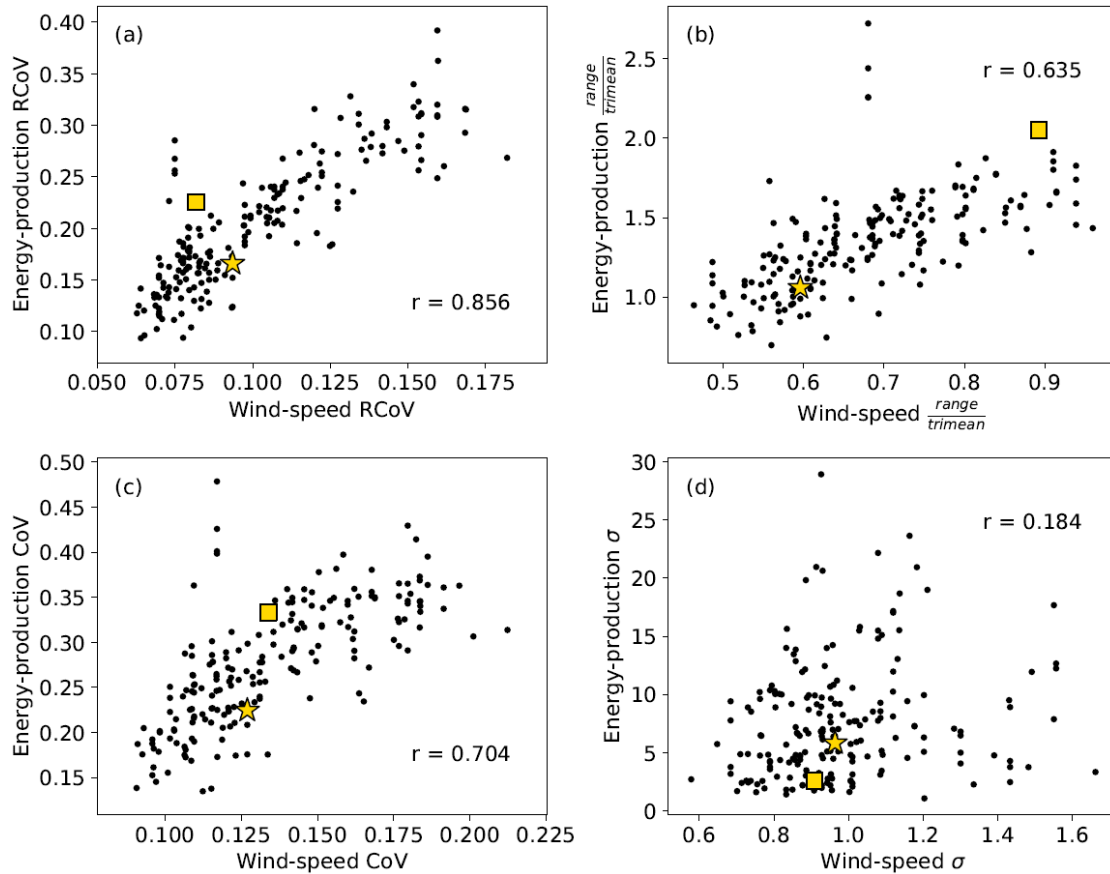 (a)
r = 0.856
0.40
0.35
0.30
0.25
0.20
0.15
0.10
Energy-production RCoV
0.050 0.075 0.100 0.125 0.150 0.175
Wind-speed RCoV
(b)
r = 0.635
2.5
2.0
1.5
1.0
Energy-production range/trimean
0.5 0.6 0.7 0.8 0.9
Wind-speed range/trimean
(c)
r = 0.704
0.50
0.45
0.40
0.35
0.30
0.25
0.20
0.15
Energy-production CoV
0.100 0.125 0.150 0.175 0.200 0.225
Wind-speed CoV
(d)
r = 0.184
30
25
20
15
10
5
0
Energy-production σ
0.6 0.8 1.0 1.2 1.4 1.6
Wind-speed σ